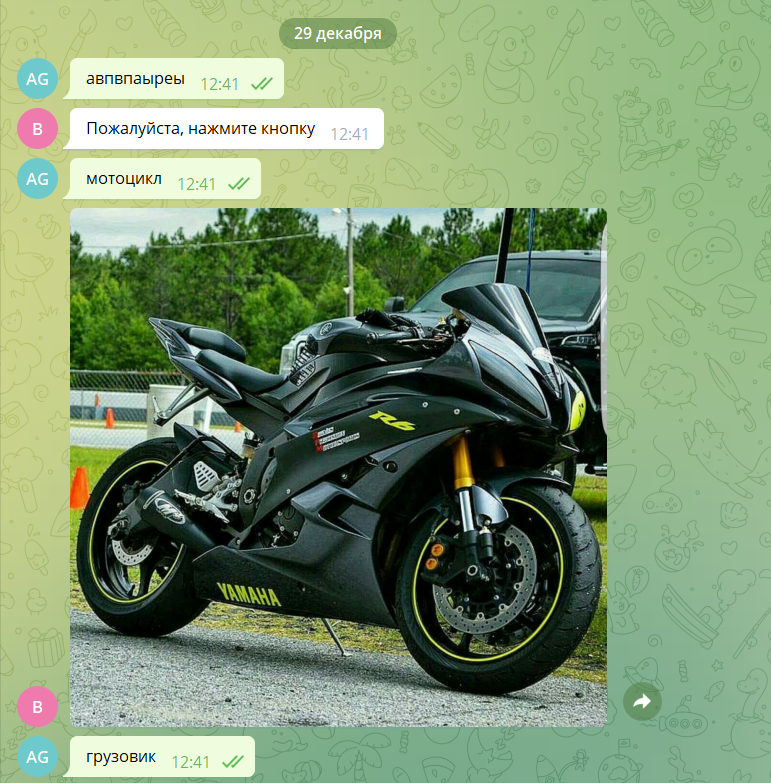 29 декабря
AG
авпвпаыреы 12:41
B
Пожалуйста, нажмите кнопку 12:41
AG
мотоцикл 12:41
R6
YAMAHA
B
AG
грузовик 12:41